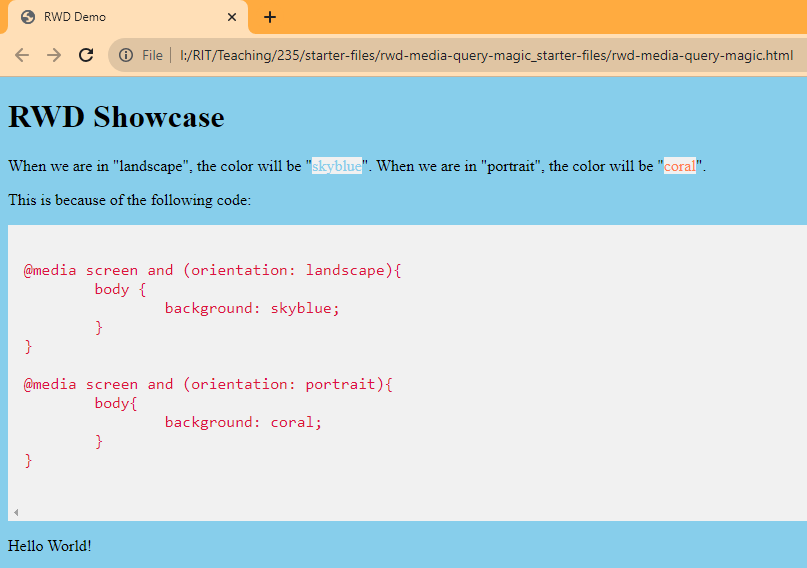 RWD Demo
File | I:/RIT/Teaching/235/starter-files/rwd-media-query-magic_starter-files/rwd-media-query-magic.html
RWD Showcase
When we are in "landscape", the color will be "skyblue". When we are in "portrait", the color will be "coral".
This is because of the following code:
@media screen and (orientation: landscape){
        body {
                background: skyblue;
        }
}
@media screen and (orientation: portrait){
        body{
                background: coral;
        }
}
Hello World!